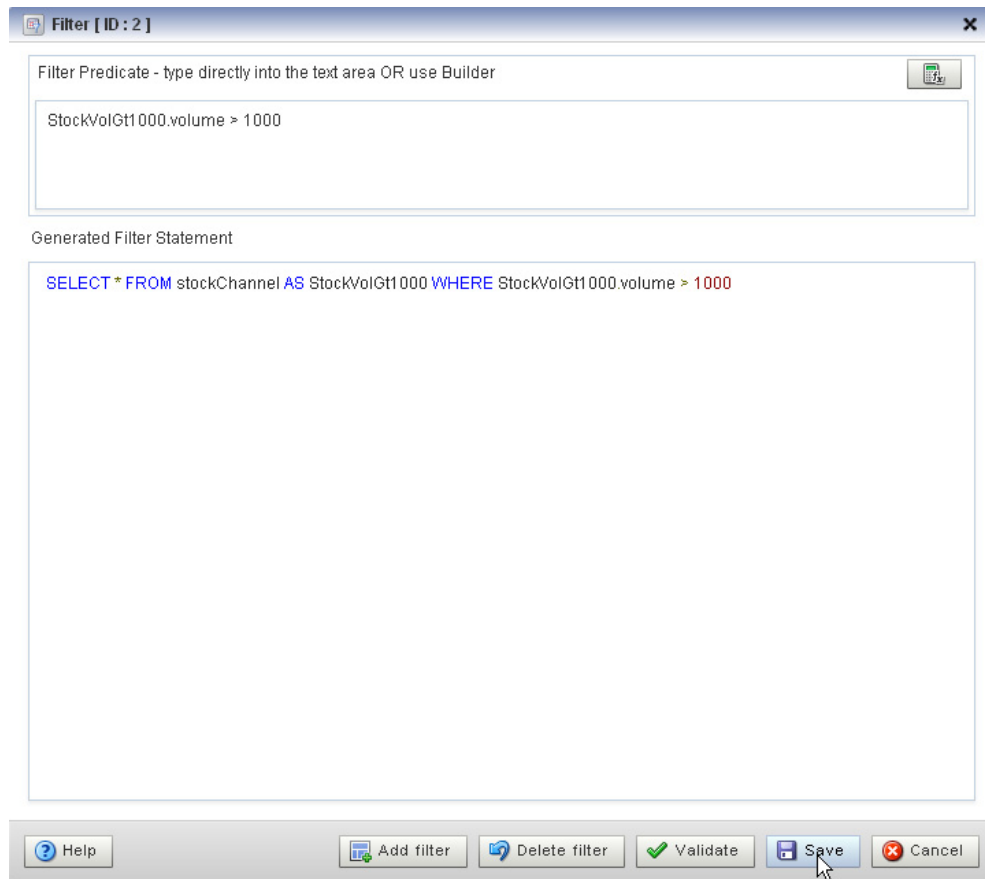 Filter [ ID : 2 ]
Filter Predicate - type directly into the text area OR use Builder
fx
StockVolGt1000.volume > 1000
Generated Filter Statement
SELECT * FROM stockChannel AS StockVolGt1000 WHERE StockVolGt1000.volume > 1000
Help Add filter Delete filter Validate Save Cancel